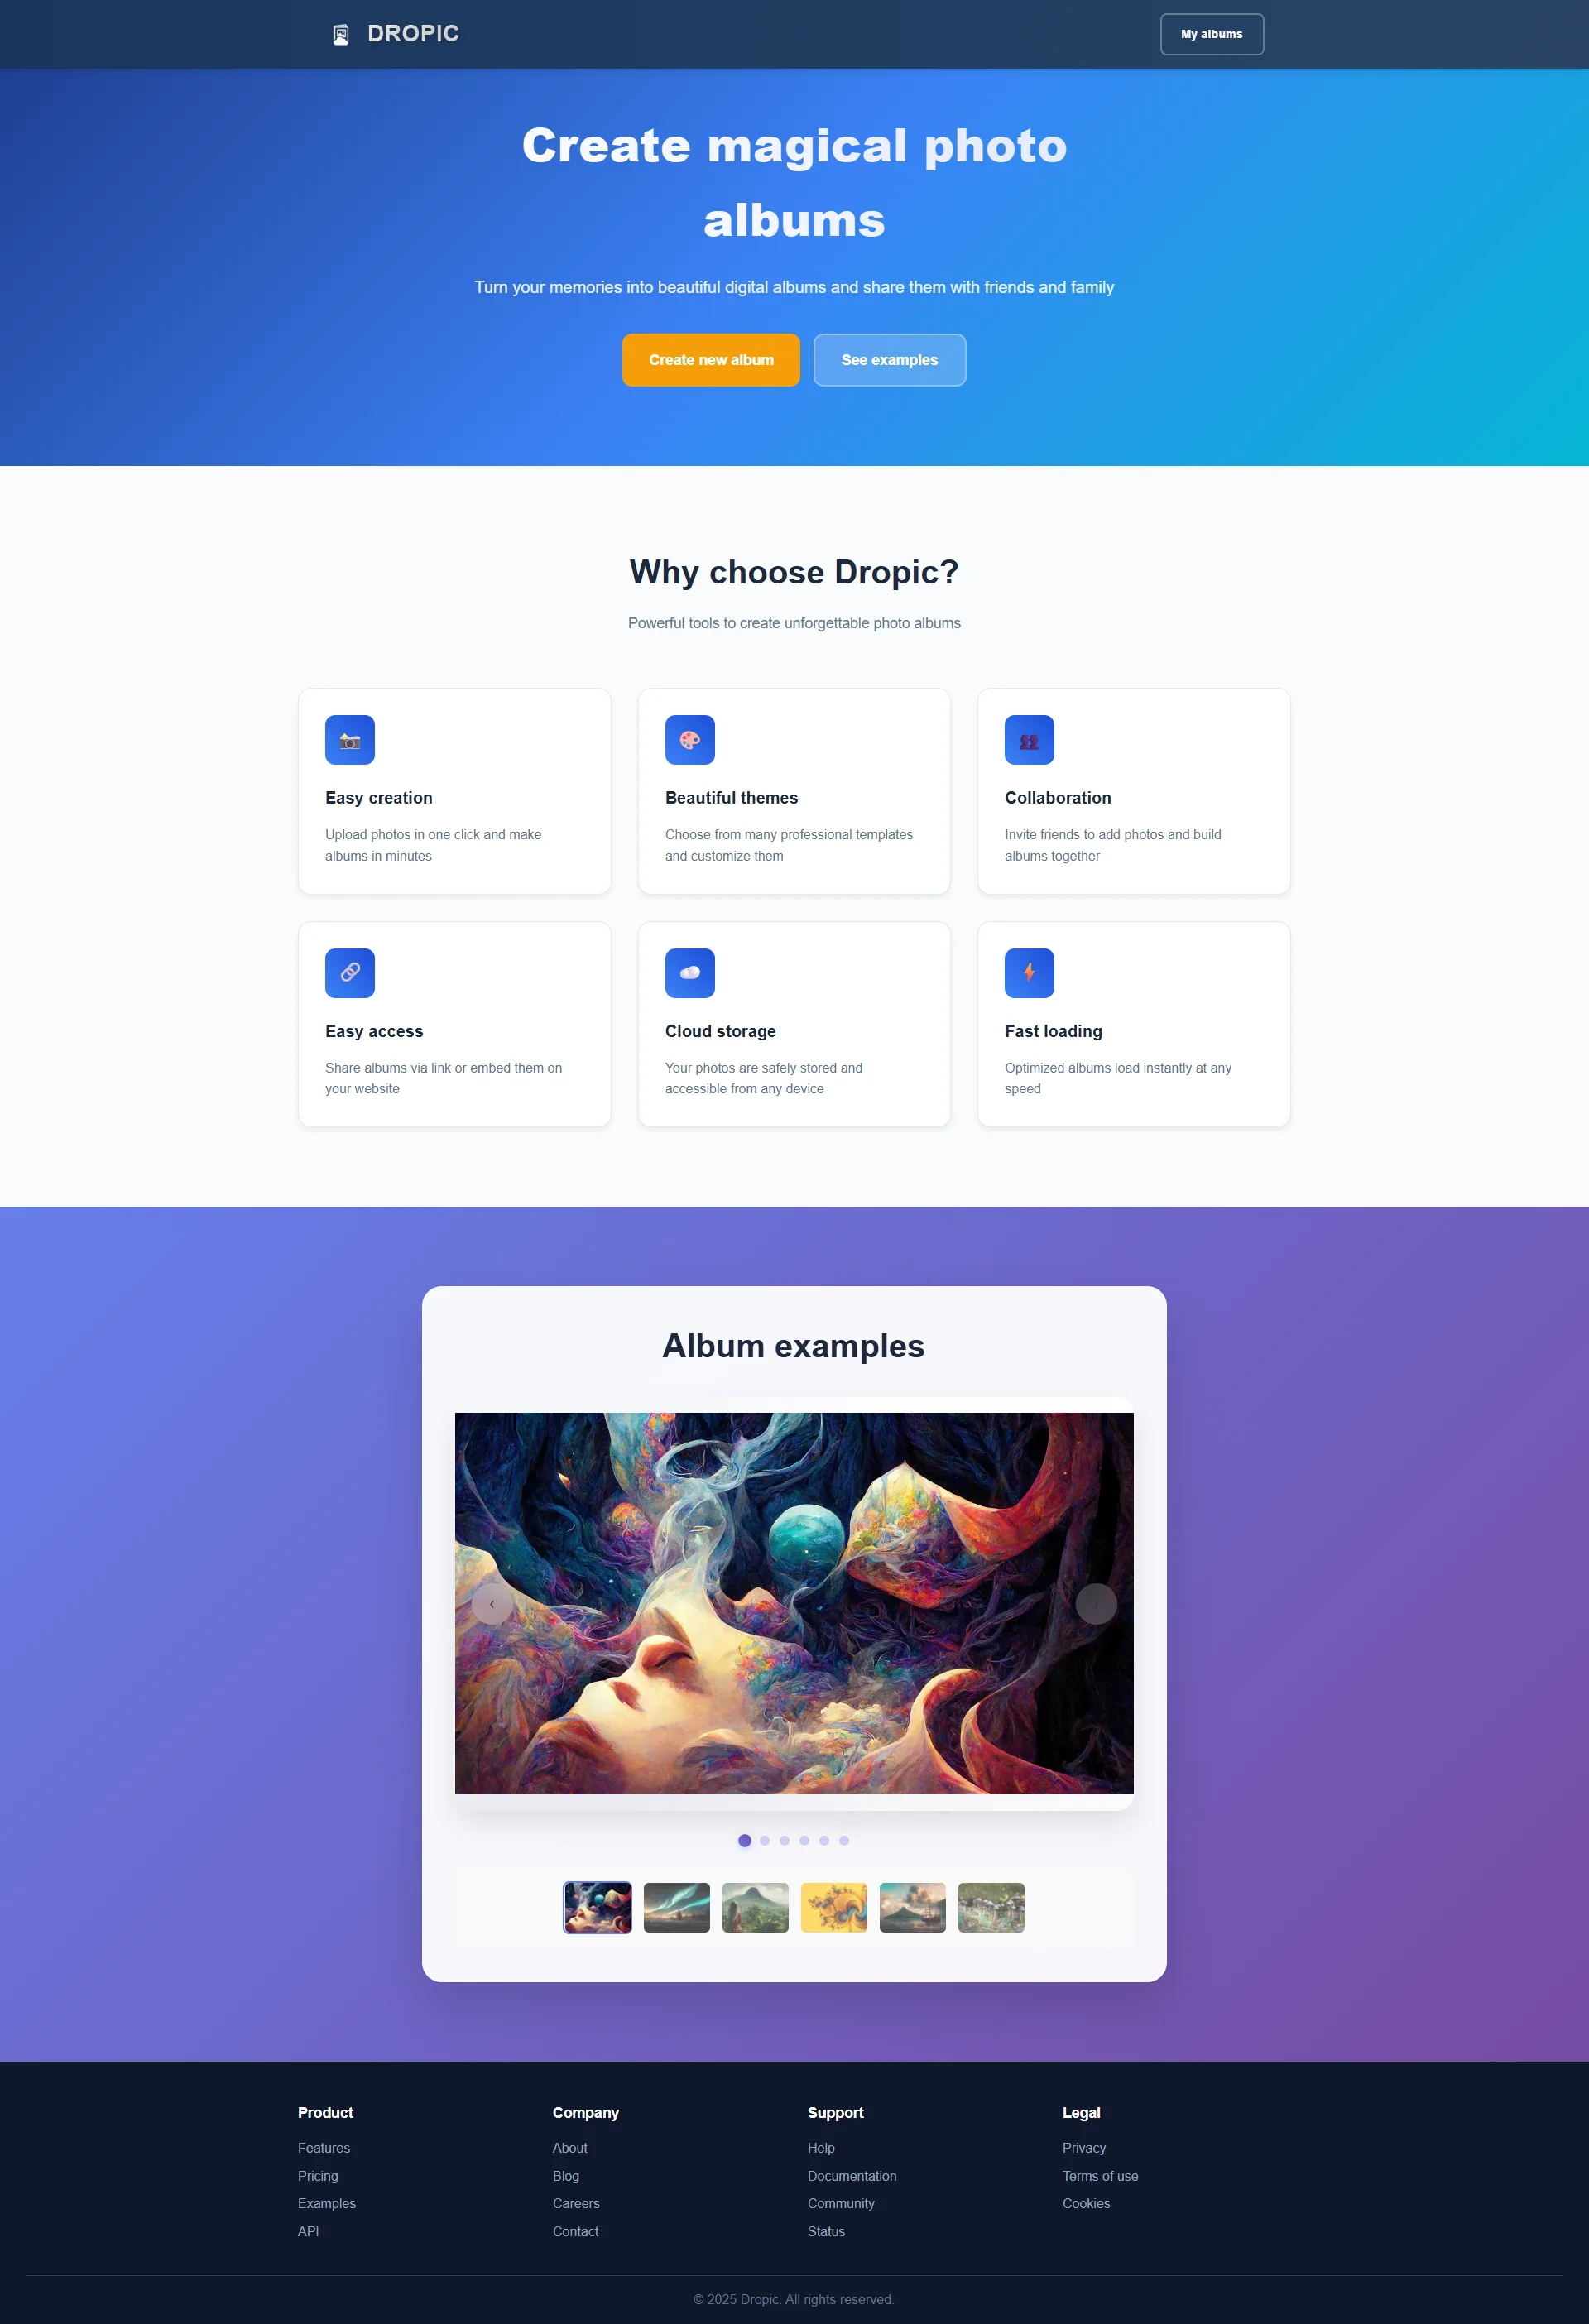 DROPIC
My albums
Create magical photo
albums
Turn your memories into beautiful digital albums and share them with friends and family
Create new album
See examples
Why choose Dropic?
Powerful tools to create unforgettable photo albums
Easy creation
Upload photos in one click and make
albums in minutes
Beautiful themes
Choose from many professional templates
and customize them
Collaboration
Invite friends to add photos and build
albums together
Easy access
Share albums via link or embed them on
your website
Cloud storage
Your photos are safely stored and
accessible from any device
Fast loading
Optimized albums load instantly at any
speed
Album examples
Product
Features
Pricing
Examples
API
Company
About
Blog
Careers
Contact
Support
Help
Documentation
Community
Status
Legal
Privacy
Terms of use
Cookies
© 2025 Dropic. All rights reserved.